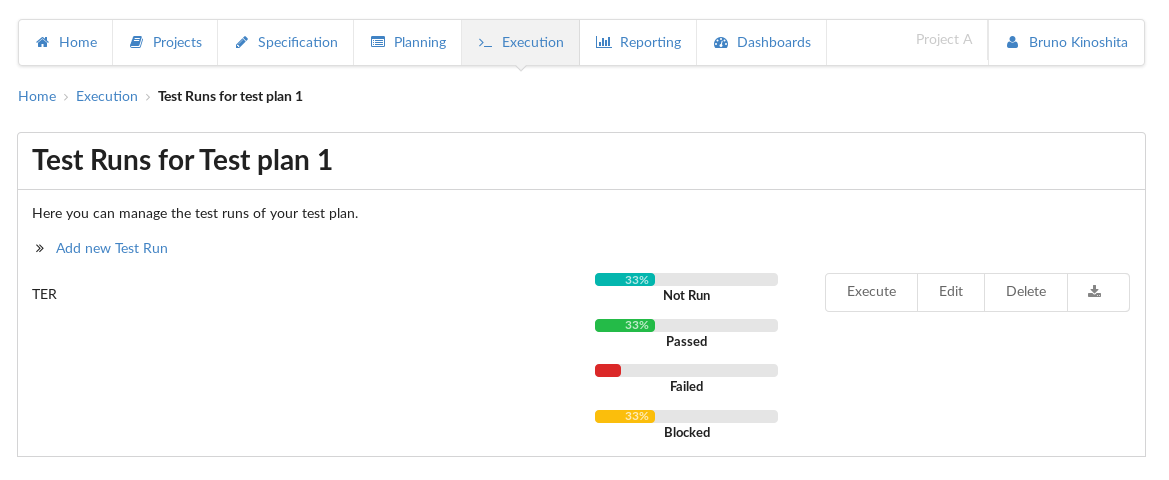 Home Projects Specification Planning Execution Reporting Dashboards Project A Bruno Kinoshita
Home Execution Test Runs for test plan 1
Test Runs for Test plan 1
Here you can manage the test runs of your test plan.
Add new Test Run
TER
33%
Not Run
Execute Edit Delete
33%
Passed
Failed
33%
Blocked